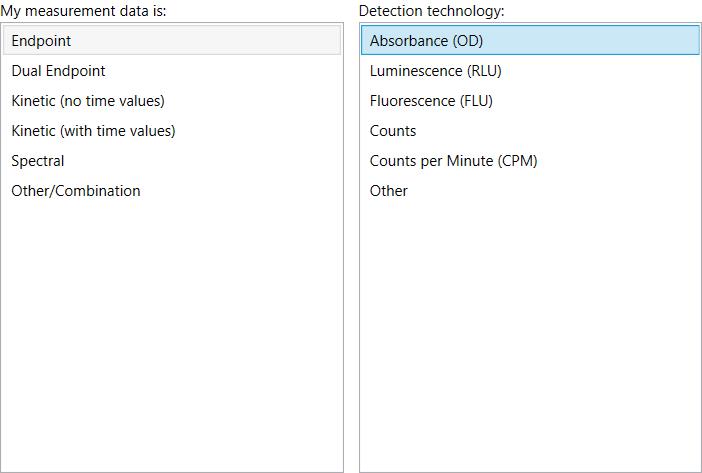 My measurement data is:
Endpoint
Dual Endpoint
Kinetic (no time values)
Kinetic (with time values)
Spectral
Other/Combination
Detection technology:
Absorbance (OD)
Luminescence (RLU)
Fluorescence (FLU)
Counts
Counts per Minute (CPM)
Other